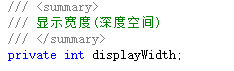 /// <summary>
/// 显示宽度(深度空间)
/// </summary>
private int displayWidth;